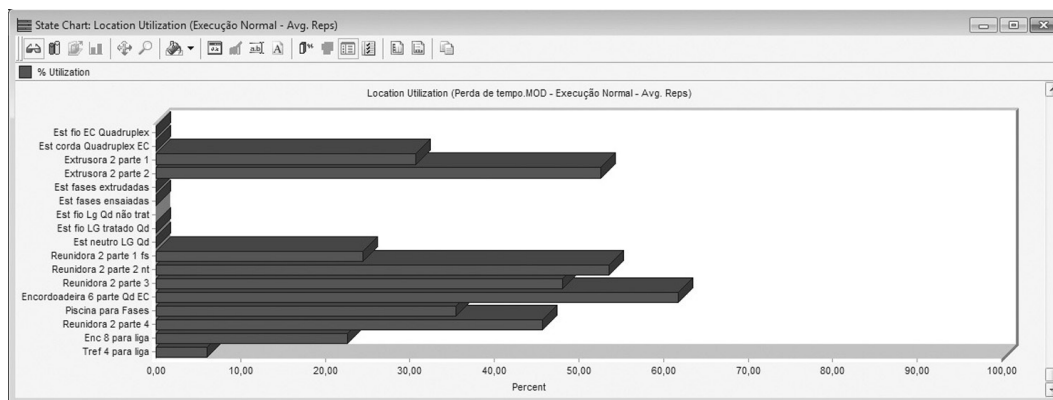 State Chart: Location Utilization (Execução Normal - Avg. Reps)
% Utilization
Location Utilization (Perda de tempo.MOD - Execução Normal - Avg. Reps)
Est fio EC Quadruplex
Est corda Quadruplex EC
Extrusora 2 parte 1
Extrusora 2 parte 2
Est fases extrudadas
Est fases ensaiadas
Est fio Lg Qd não trat
Est fio LG tratado Qd
Est neutro LG Qd
Reunidora 2 parte 1 fs
Reunidora 2 parte 2 nt
Reunidora 2 parte 3
Encordoadeira 6 parte Qd EC
Piscina para Fases
Reunidora 2 parte 4
Enc 8 para liga
Tref 4 para liga
0,00 10,00 20,00 30,00 40,00 50,00 60,00 70,00 80,00 90,00 100,00
Percent